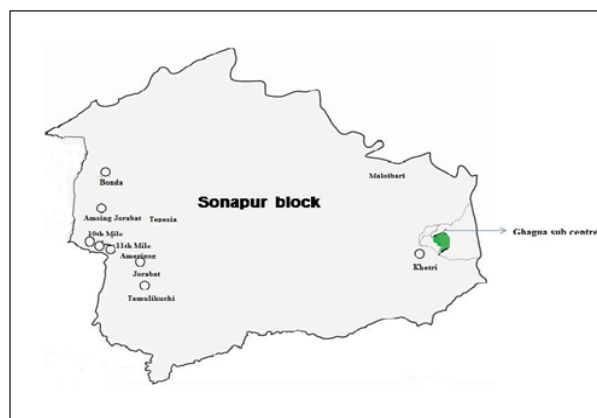 Maloibari
Bonda
Sonapur block
Amsing Jorabat
Tepesia
Ghagua sub centre
10th Mile
11th Mile
Amerigog
Khetri
Jorabat
Tamulikuchi